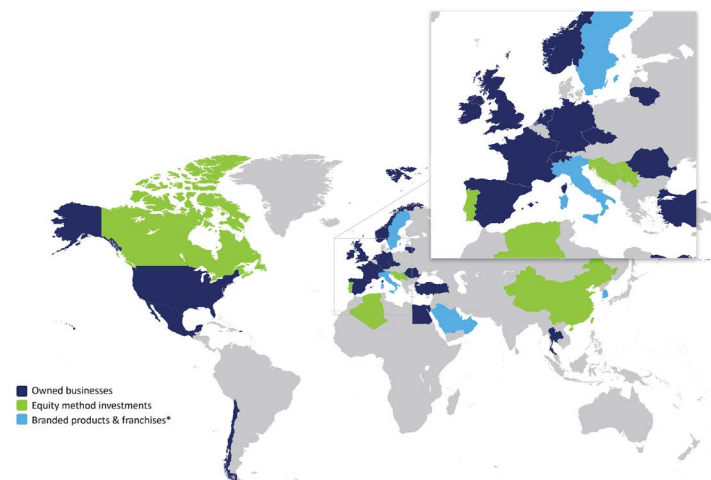 Owned businesses
Equity method investments
Branded products & franchises*